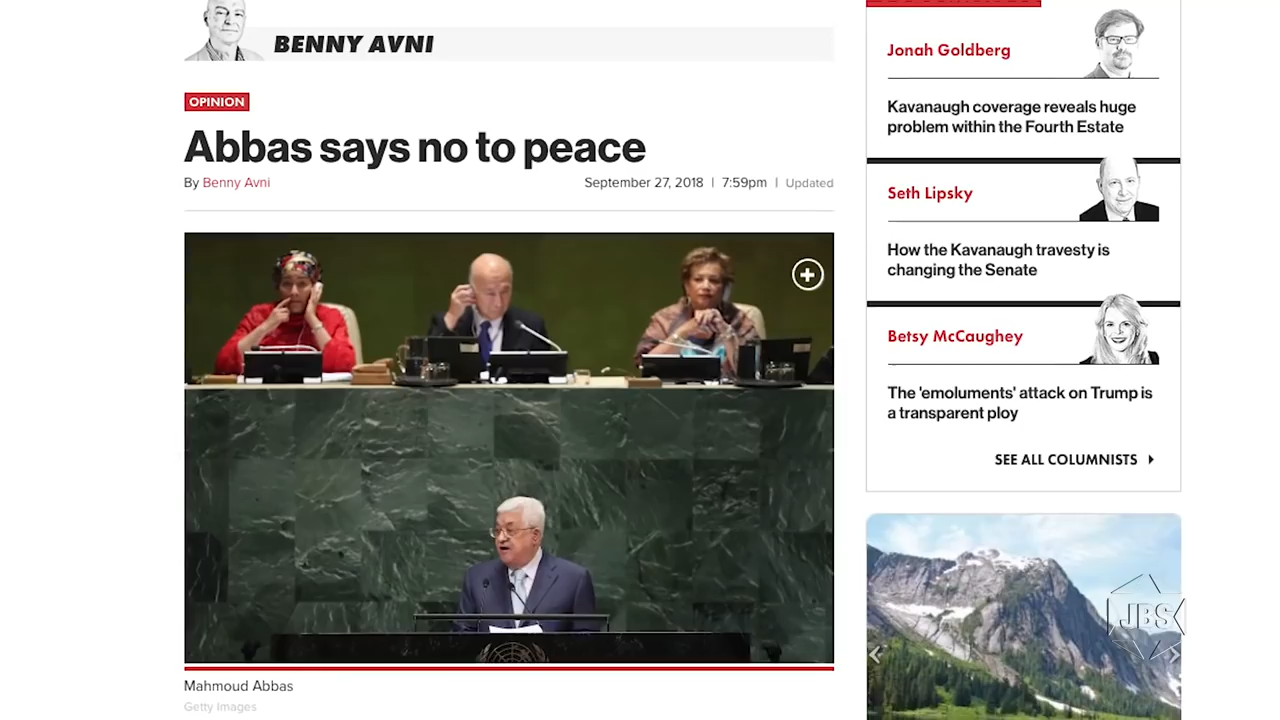 BENNY AVNI
OPINION
Abbas says no to peace
By Benny Avni
September 27, 2018 | 7:59pm | Updated
Mahmoud Abbas
Getty Images
Jonah Goldberg
Kavanaugh coverage reveals huge
problem within the Fourth Estate
Seth Lipsky
How the Kavanaugh travesty is
changing the Senate
Betsy McCaughey
The 'emoluments' attack on Trump is
a transparent ploy
SEE ALL COLUMNISTS
JBS